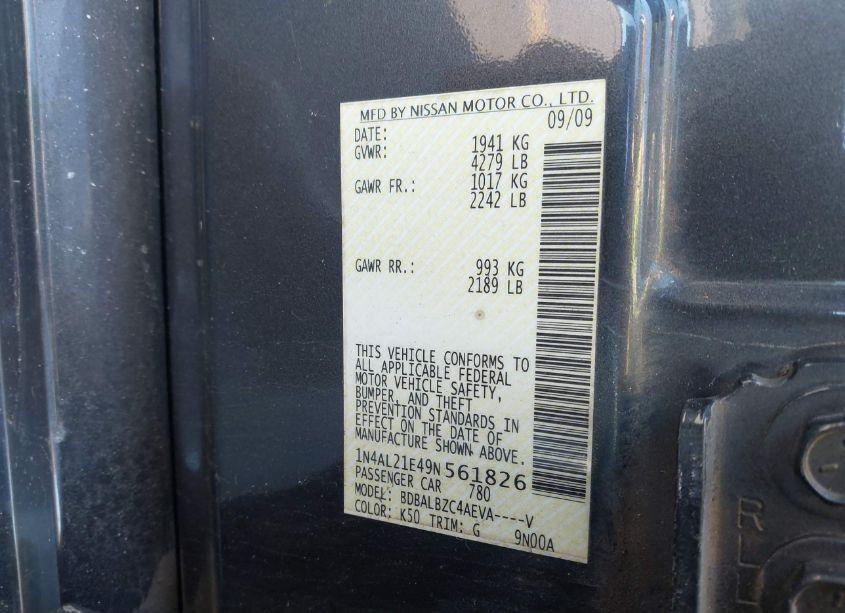 MFD BY NISSAN MOTOR CO., LTD.
DATE: 09/09
GVWR: 1941 KG
4279 LB
GAWR FR.: 1017 KG
2242 LB
GAWR RR.: 993 KG
2189 LB
THIS VEHICLE CONFORMS TO
ALL APPLICABLE FEDERAL
MOTOR VEHICLE SAFETY,
BUMPER, AND THEFT
PREVENTION STANDARDS IN
EFFECT ON THE DATE OF
MANUFACTURE SHOWN ABOVE.
1N4AL21E49N561826
PASSENGER CAR 780
MODEL: BDBALBZC4AEVA----V
COLOR: K50 TRIM: G 9N00A